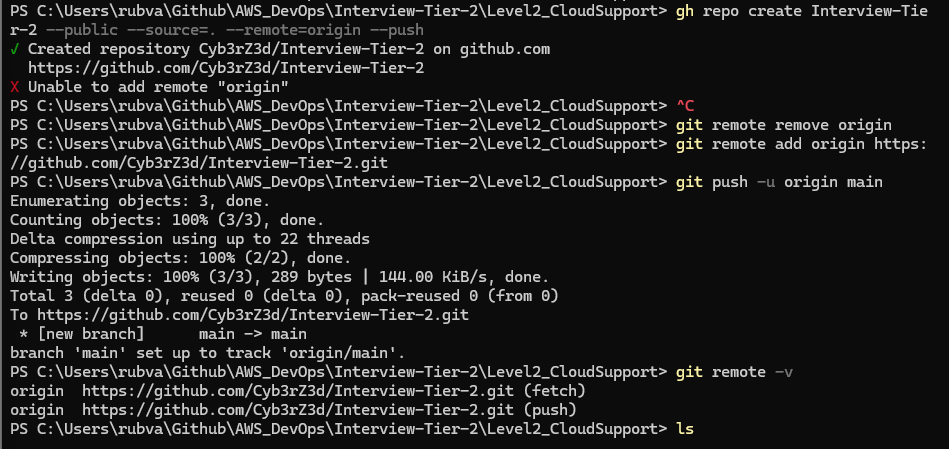 PS C:\Users\rubva\Github\AWS_DevOps\Interview-Tier-2\Level2_CloudSupport> gh repo create Interview-Tie
r-2 --public --source=. --remote=origin --push
✓ Created repository Cyb3rZ3d/Interview-Tier-2 on github.com
  https://github.com/Cyb3rZ3d/Interview-Tier-2
X Unable to add remote "origin"
PS C:\Users\rubva\Github\AWS_DevOps\Interview-Tier-2\Level2_CloudSupport> ^C
PS C:\Users\rubva\Github\AWS_DevOps\Interview-Tier-2\Level2_CloudSupport> git remote remove origin
PS C:\Users\rubva\Github\AWS_DevOps\Interview-Tier-2\Level2_CloudSupport> git remote add origin https:
//github.com/Cyb3rZ3d/Interview-Tier-2.git
PS C:\Users\rubva\Github\AWS_DevOps\Interview-Tier-2\Level2_CloudSupport> git push -u origin main
Enumerating objects: 3, done.
Counting objects: 100% (3/3), done.
Delta compression using up to 22 threads
Compressing objects: 100% (2/2), done.
Writing objects: 100% (3/3), 289 bytes | 144.00 KiB/s, done.
Total 3 (delta 0), reused 0 (delta 0), pack-reused 0 (from 0)
To https://github.com/Cyb3rZ3d/Interview-Tier-2.git
 * [new branch]      main -> main
branch 'main' set up to track 'origin/main'.
PS C:\Users\rubva\Github\AWS_DevOps\Interview-Tier-2\Level2_CloudSupport> git remote -v
origin  https://github.com/Cyb3rZ3d/Interview-Tier-2.git (fetch)
origin  https://github.com/Cyb3rZ3d/Interview-Tier-2.git (push)
PS C:\Users\rubva\Github\AWS_DevOps\Interview-Tier-2\Level2_CloudSupport> ls